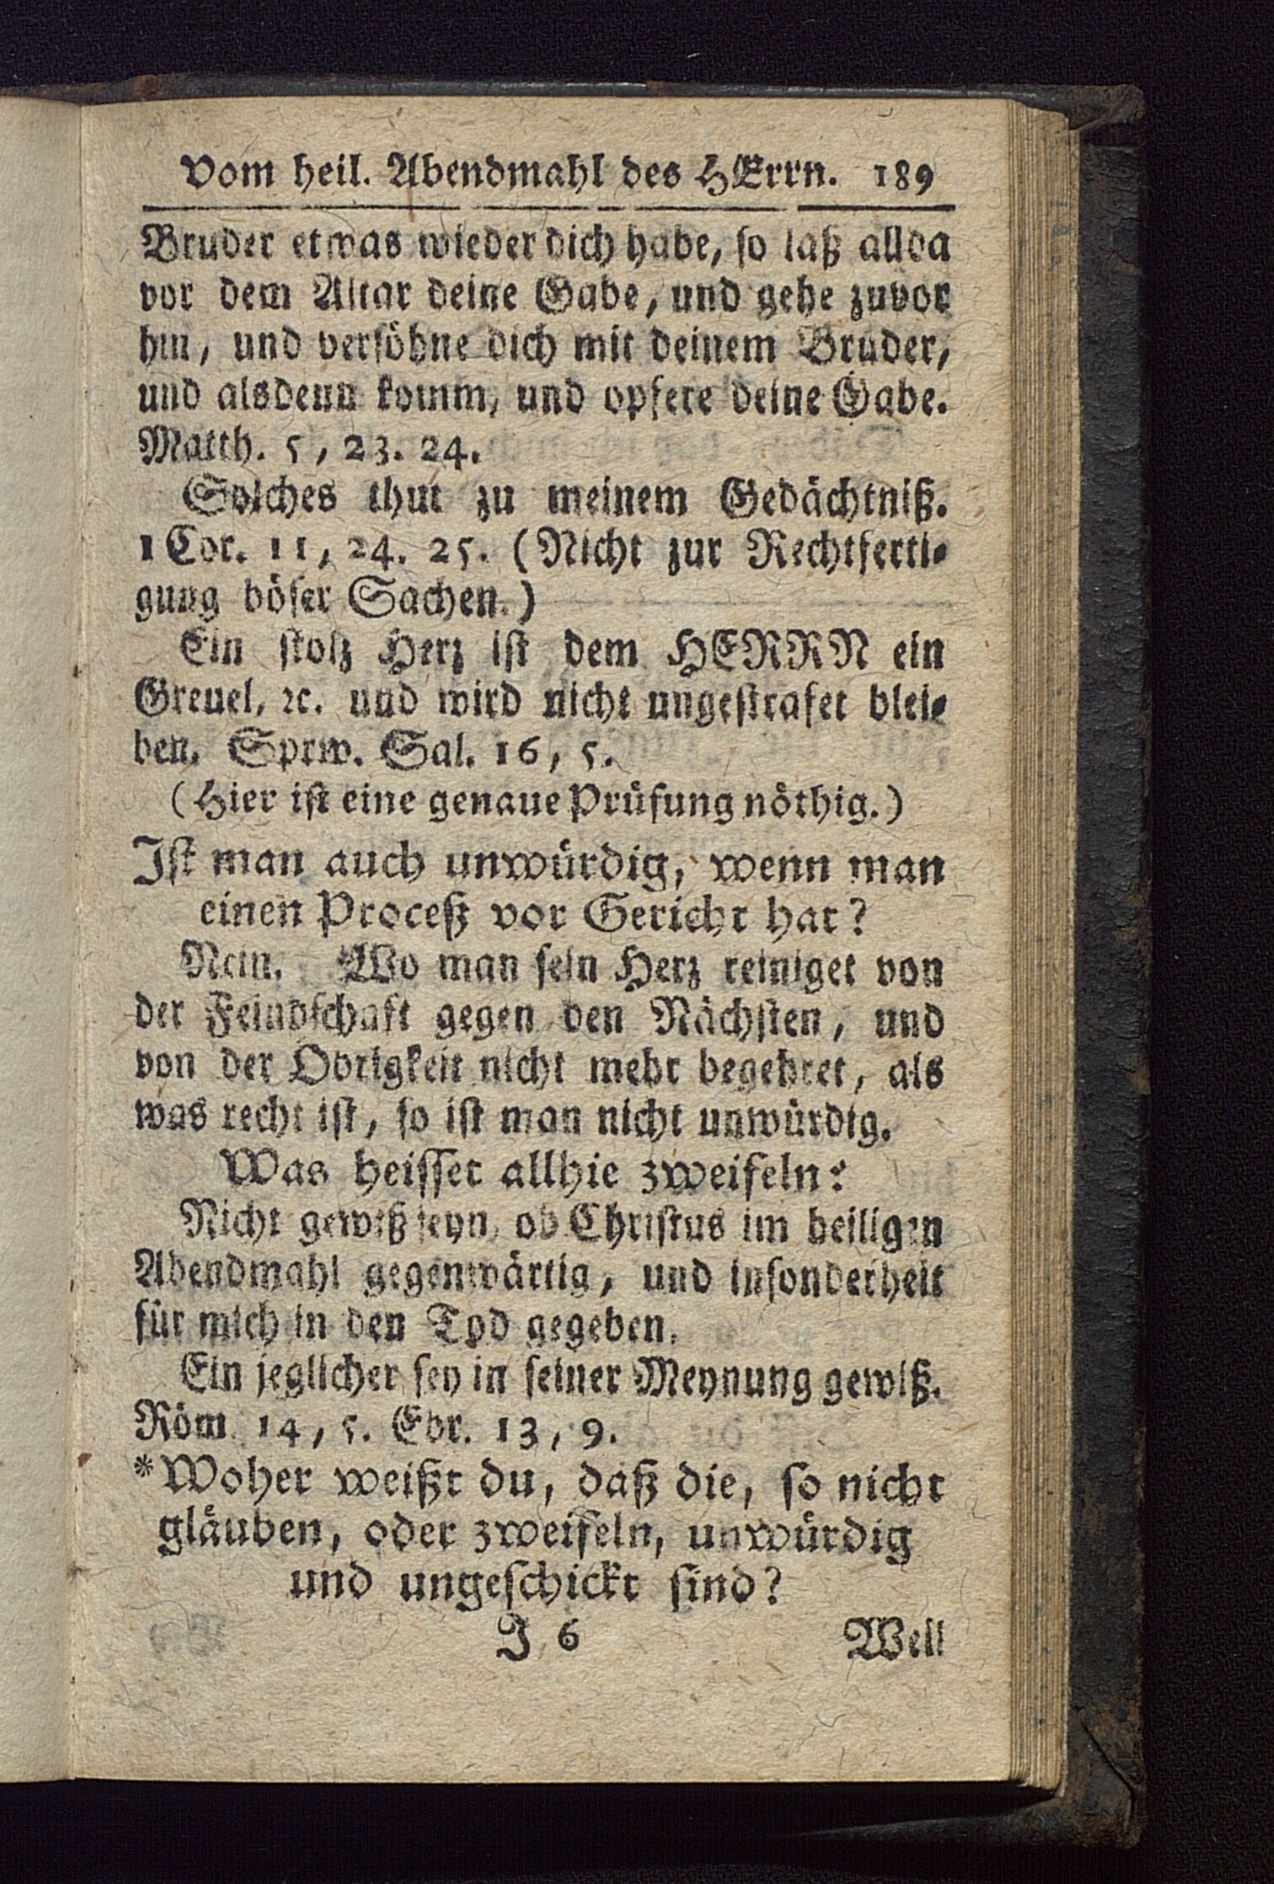 Vom heil. Abendmahl des HErrn. 189
Bruder etwas wieder dich habe, so laß allda
vor dem Altar deine Gabe, und gehe zuvor
hin, und versöhne dich mit deinem Bruder,
und alsdenn komm, und opfere deine Gabe.
Matth. 5, 23. 24.
Solches thut zu meinem Gedächtniß.
1 Cor. 11, 24. 25. (Nicht zur Rechtferti-
gung böser Sachen.)
Ein stolz Herz ist dem HERRN ein
Greuel, ꝛc. und wird nicht ungestrafet blei-
ben. Sprw. Sal. 16, 5.
(Hier ist eine genaue Prüfung nöthig.)
Ist man auch unwürdig, wenn man
einen Proceß vor Gericht hat?
Nein. Wo man sein Herz reiniget von
der Feindschaft gegen den Nächsten, und
von der Obrigkeit nicht mehr begehret, als
was recht ist, so ist man nicht unwürdig.
Was heisset allhie zweifeln?
Nicht gewiß seyn, ob Christus im heiligen
Abendmahl gegenwärtig, und insonderheit
für mich in den Tod gegeben.
Ein jeglicher sey in seiner Meynung gewiß.
Röm. 14, 5. Ebr. 13, 9.
*Woher weißt du, daß die, so nicht
gläuben, oder zweifeln, unwürdig
und ungeschickt sind?
J 6 Weil